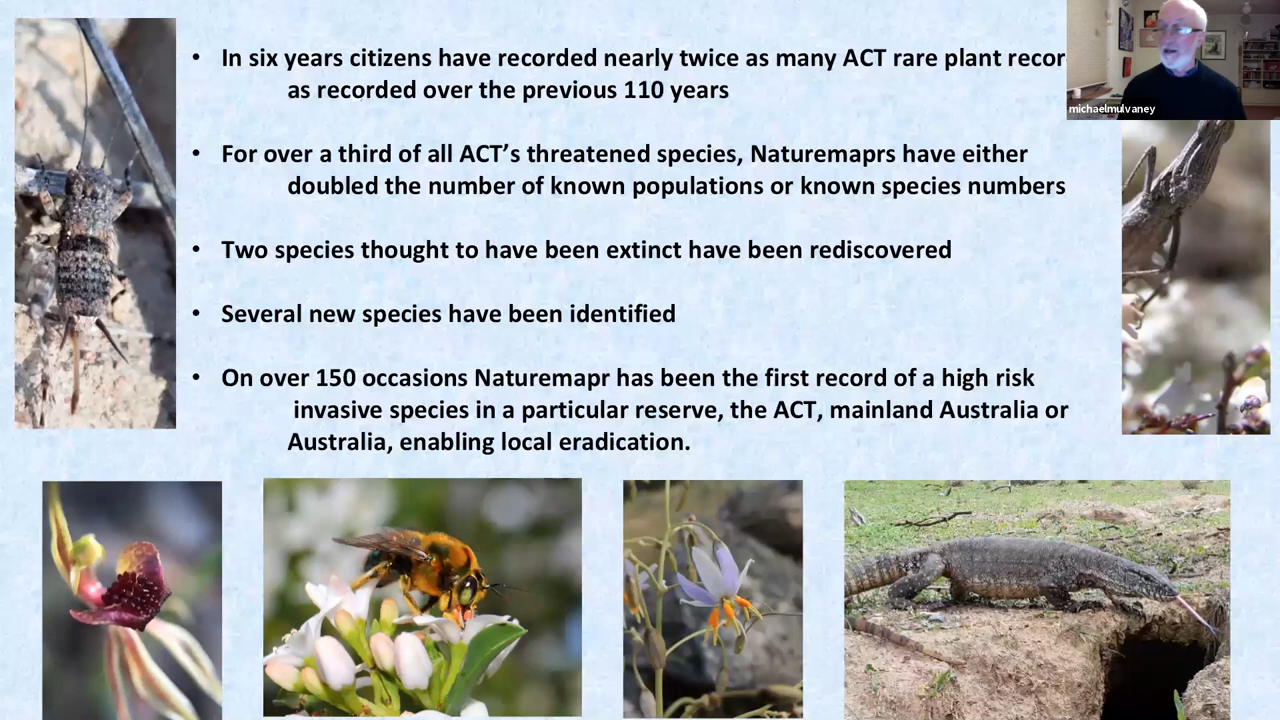 • In six years citizens have recorded nearly twice as many ACT rare plant recor
as recorded over the previous 110 years
• For over a third of all ACT’s threatened species, Naturemaprs have either
doubled the number of known populations or known species numbers
• Two species thought to have been extinct have been rediscovered
• Several new species have been identified
• On over 150 occasions Naturemapr has been the first record of a high risk
invasive species in a particular reserve, the ACT, mainland Australia or
Australia, enabling local eradication.
michaelmulvaney